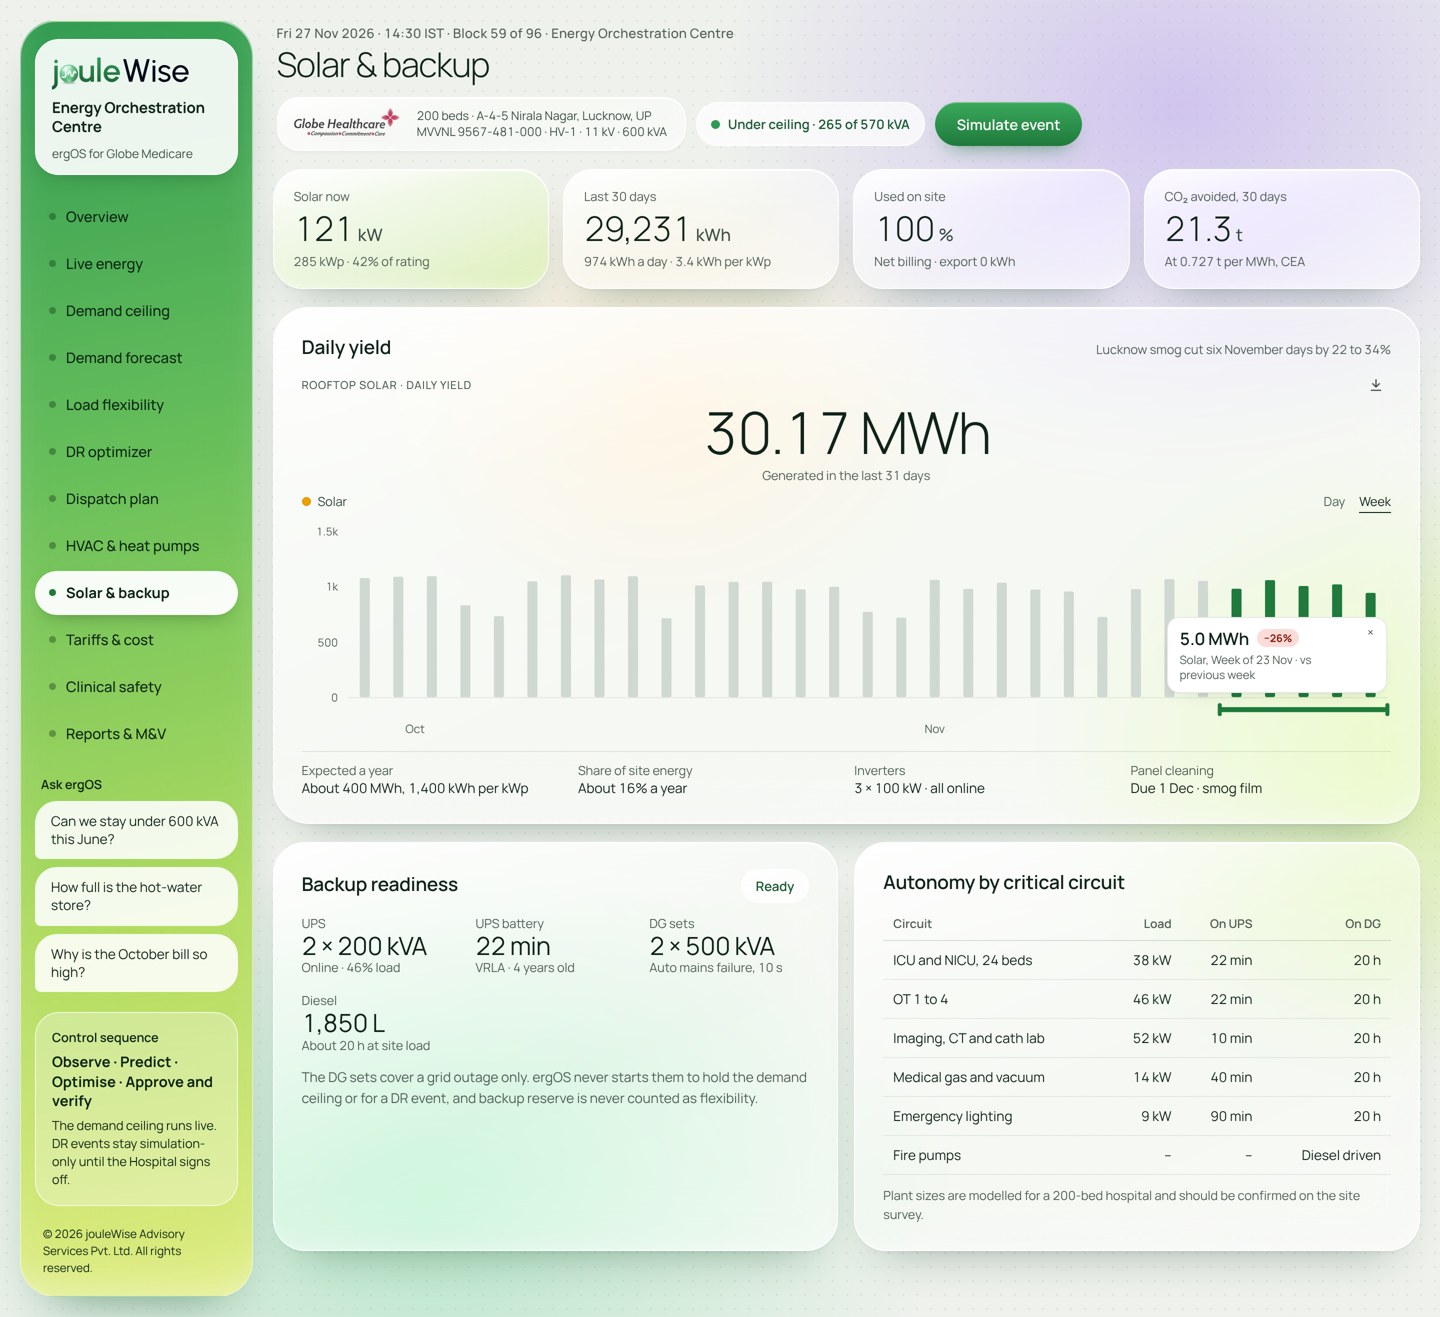 jouleWise
Energy Orchestration
Centre
ergOS for Globe Medicare
Overview
Live energy
Demand ceiling
Demand forecast
Load flexibility
DR optimizer
Dispatch plan
HVAC & heat pumps
Solar & backup
Tariffs & cost
Clinical safety
Reports & M&V
Ask ergOS
Can we stay under 600 kVA
this June?
How full is the hot-water
store?
Why is the October bill so
high?
Control sequence
Observe · Predict ·
Optimise · Approve and
verify
The demand ceiling runs live.
DR events stay simulation-
only until the Hospital signs
off.
© 2026 jouleWise Advisory
Services Pvt. Ltd. All rights
reserved.
Fri 27 Nov 2026 · 14:30 IST · Block 59 of 96 · Energy Orchestration Centre
Solar & backup
Globe Healthcare
• Compassion • Commitment • Care
200 beds · A-4-5 Nirala Nagar, Lucknow, UP
MVVNL 9567-481-000 · HV-1 · 11 kV · 600 kVA
Under ceiling · 265 of 570 kVA
Simulate event
Solar now
121 kW
285 kWp · 42% of rating
Last 30 days
29,231 kWh
974 kWh a day · 3.4 kWh per kWp
Used on site
100 %
Net billing · export 0 kWh
CO₂ avoided, 30 days
21.3 t
At 0.727 t per MWh, CEA
Daily yield
Lucknow smog cut six November days by 22 to 34%
ROOFTOP SOLAR · DAILY YIELD
30.17 MWh
Generated in the last 31 days
Solar
Day Week
1.5k
1k
500
0
5.0 MWh −26% ×
Solar, Week of 23 Nov · vs
previous week
Oct Nov
Expected a year
About 400 MWh, 1,400 kWh per kWp
Share of site energy
About 16% a year
Inverters
3 × 100 kW · all online
Panel cleaning
Due 1 Dec · smog film
Backup readiness
Ready
UPS
2 × 200 kVA
Online · 46% load
UPS battery
22 min
VRLA · 4 years old
DG sets
2 × 500 kVA
Auto mains failure, 10 s
Diesel
1,850 L
About 20 h at site load
The DG sets cover a grid outage only. ergOS never starts them to hold the demand
ceiling or for a DR event, and backup reserve is never counted as flexibility.
Autonomy by critical circuit
Circuit Load On UPS On DG
ICU and NICU, 24 beds 38 kW 22 min 20 h
OT 1 to 4 46 kW 22 min 20 h
Imaging, CT and cath lab 52 kW 10 min 20 h
Medical gas and vacuum 14 kW 40 min 20 h
Emergency lighting 9 kW 90 min 20 h
Fire pumps – – Diesel driven
Plant sizes are modelled for a 200-bed hospital and should be confirmed on the site
survey.